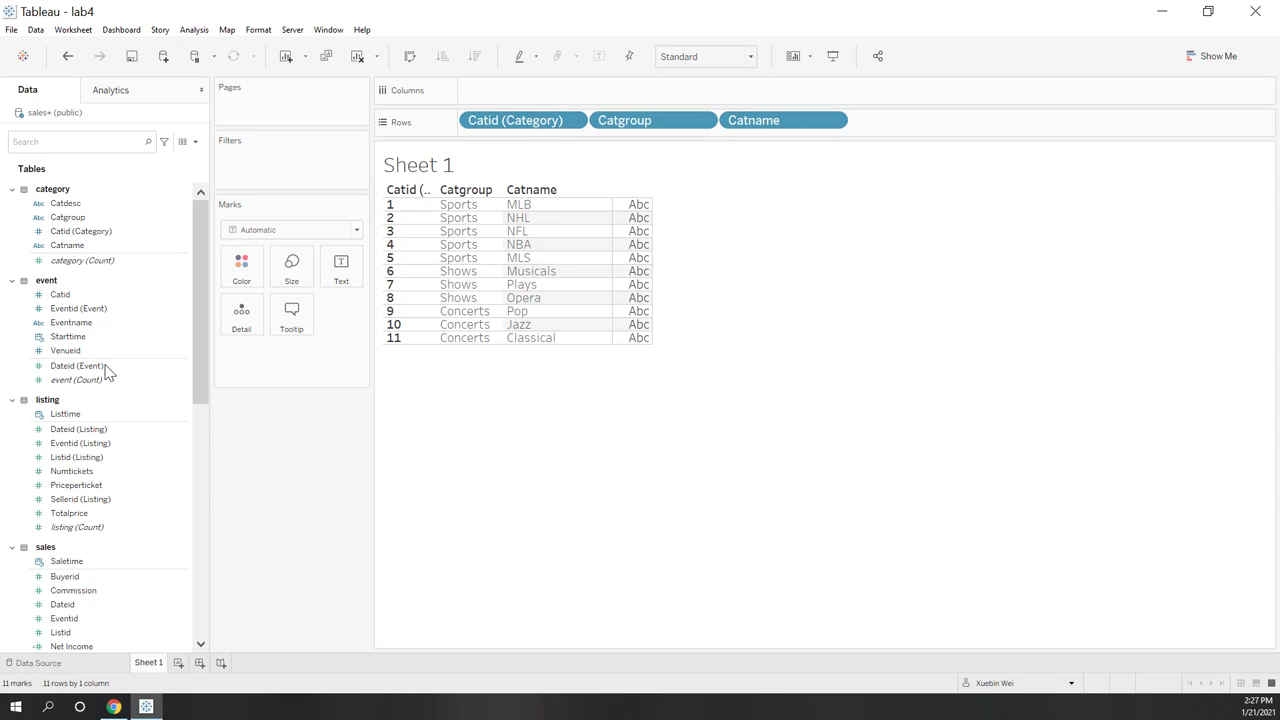 Tableau - lab4
File Data Worksheet Dashboard Story Analysis Map Format Server Window Help
Standard
Show Me
Data Analytics
sales+ (public)
Search
Tables
category
Abc Catdesc
Abc Catgroup
# Catid (Category)
Abc Catname
# category (Count)
event
# Catid
# Eventid (Event)
Abc Eventname
Starttime
# Venueid
# Dateid (Event)
# event (Count)
listing
Listtime
# Dateid (Listing)
# Eventid (Listing)
# Listid (Listing)
# Numtickets
# Priceperticket
# Sellerid (Listing)
# Totalprice
# listing (Count)
sales
Saletime
# Buyerid
# Commission
# Dateid
# Eventid
# Listid
# Net Income
Pages
Filters
Marks
Automatic
Color Size Text
Detail Tooltip
Columns
Rows Catid (Category) Catgroup Catname
Sheet 1
Catid (.. Catgroup Catname
1 Sports MLB Abc
2 Sports NHL Abc
3 Sports NFL Abc
4 Sports NBA Abc
5 Sports MLS Abc
6 Shows Musicals Abc
7 Shows Plays Abc
8 Shows Opera Abc
9 Concerts Pop Abc
10 Concerts Jazz Abc
11 Concerts Classical Abc
Data Source Sheet 1
11 marks 11 rows by 1 column Xuebin Wei
2:27 PM
1/21/2021